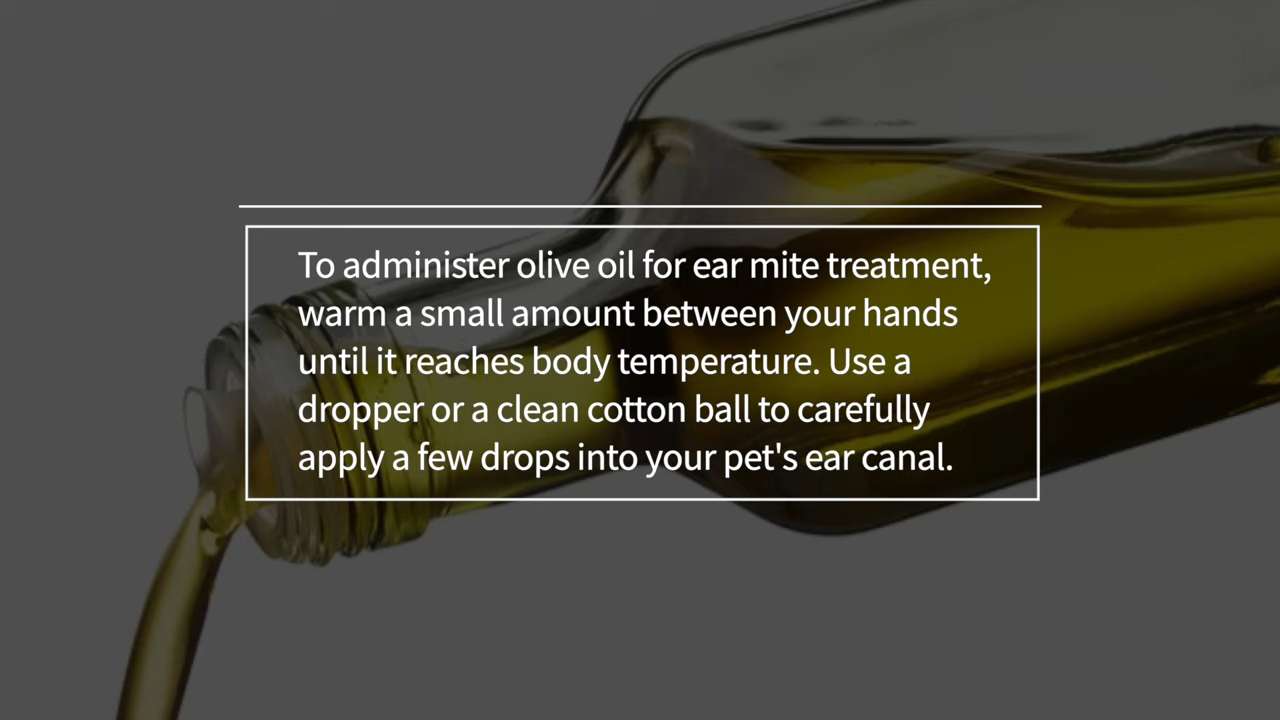 To administer olive oil for ear mite treatment,
warm a small amount between your hands
until it reaches body temperature. Use a
dropper or a clean cotton ball to carefully
apply a few drops into your pet's ear canal.